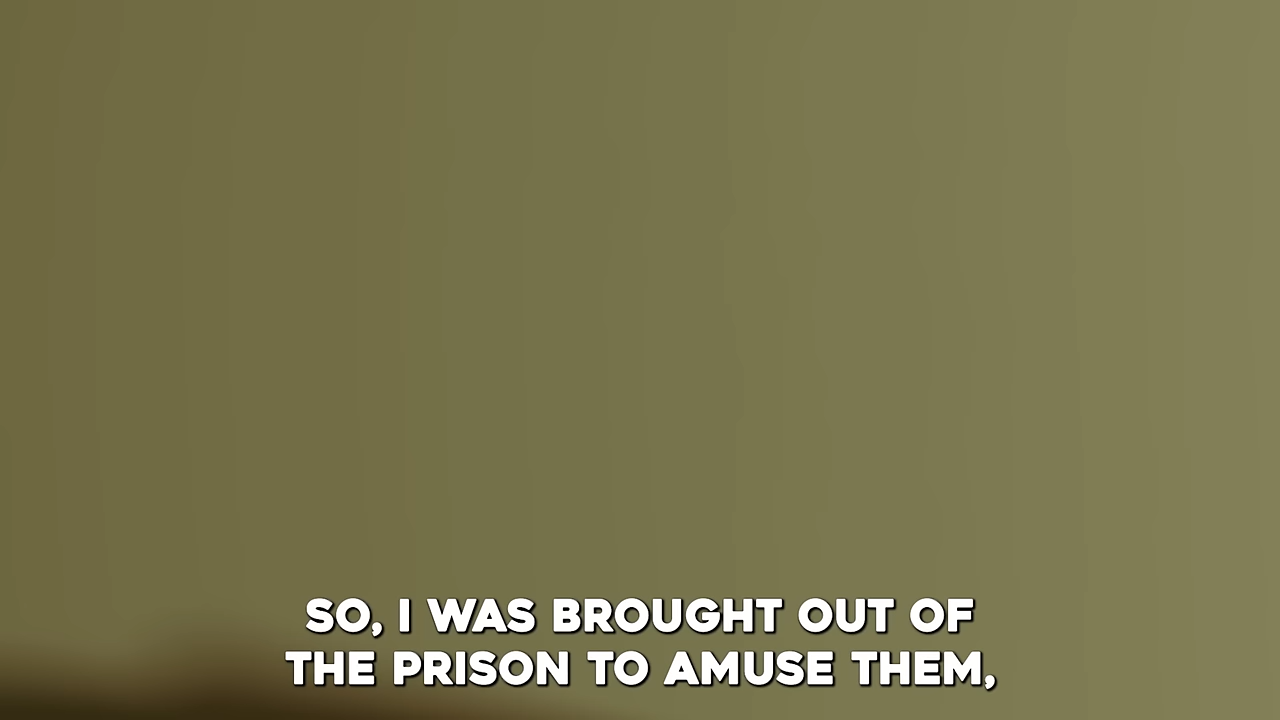 SO, I WAS BROUGHT OUT OF
THE PRISON TO AMUSE THEM,